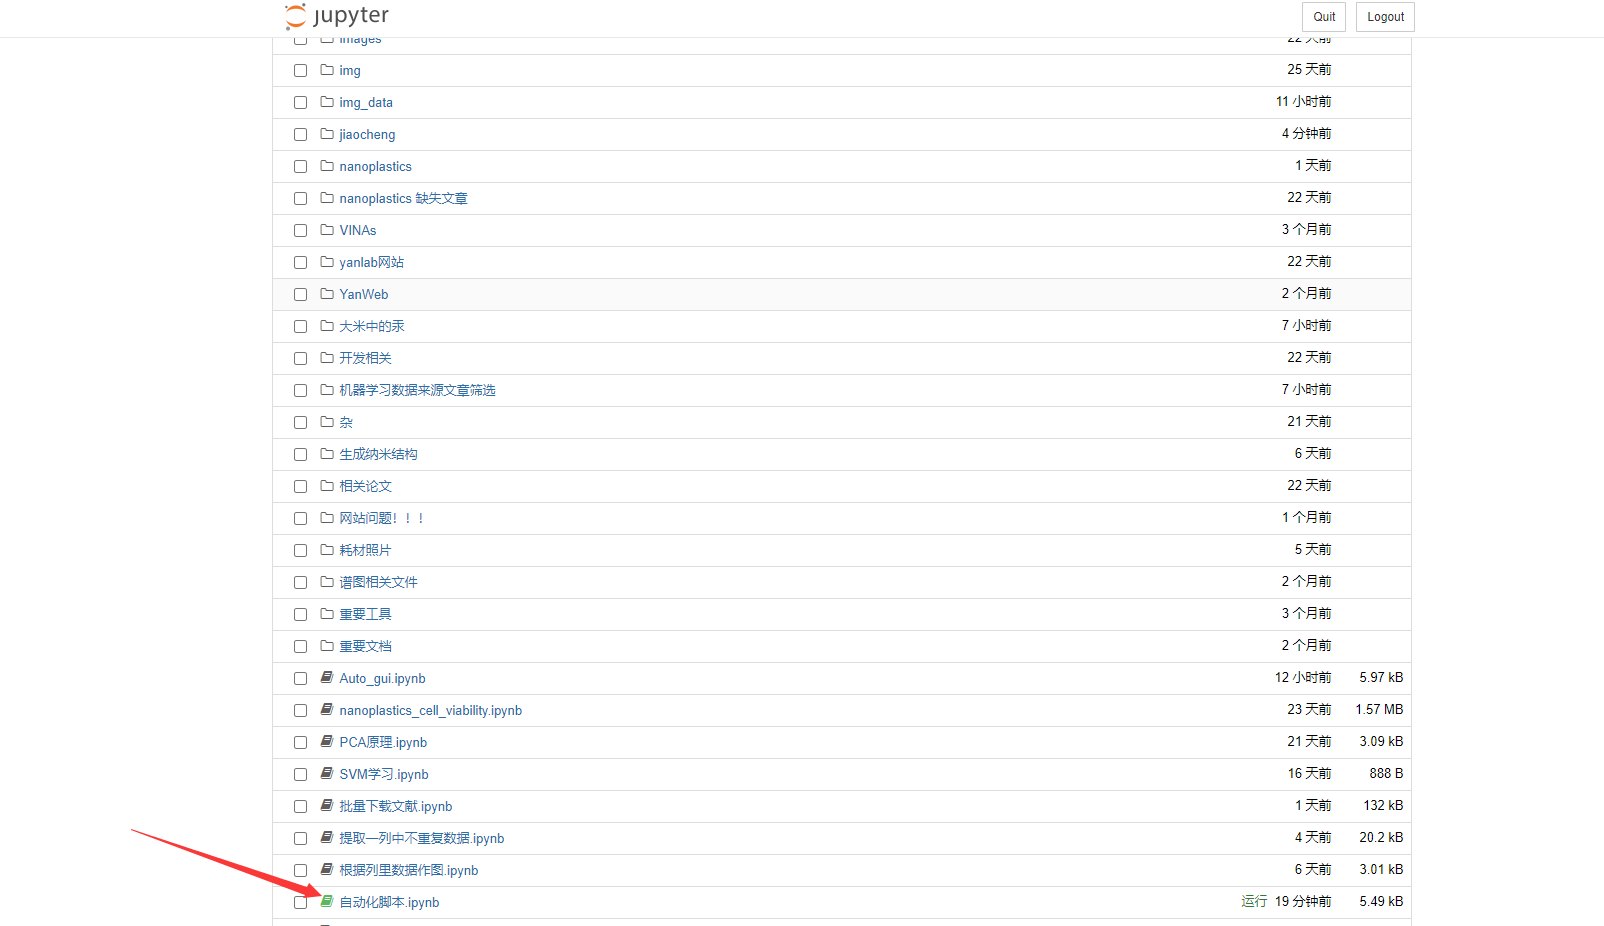 jupyter Quit Logout
images 22 天前
img 25 天前
img_data 11 小时前
jiaocheng 4 分钟前
nanoplastics 1 天前
nanoplastics 缺失文章 22 天前
VINAs 3 个月前
yanlab网站 22 天前
YanWeb 2 个月前
大米中的汞 7 小时前
开发相关 22 天前
机器学习数据来源文章筛选 7 小时前
杂 21 天前
生成纳米结构 6 天前
相关论文 22 天前
网站问题！！！ 1 个月前
耗材照片 5 天前
谱图相关文件 2 个月前
重要工具 3 个月前
重要文档 2 个月前
Auto_gui.ipynb 12 小时前 5.97 kB
nanoplastics_cell_viability.ipynb 23 天前 1.57 MB
PCA原理.ipynb 21 天前 3.09 kB
SVM学习.ipynb 16 天前 888 B
批量下载文献.ipynb 1 天前 132 kB
提取一列中不重复数据.ipynb 4 天前 20.2 kB
根据列里数据作图.ipynb 6 天前 3.01 kB
自动化脚本.ipynb 运行 19 分钟前 5.49 kB